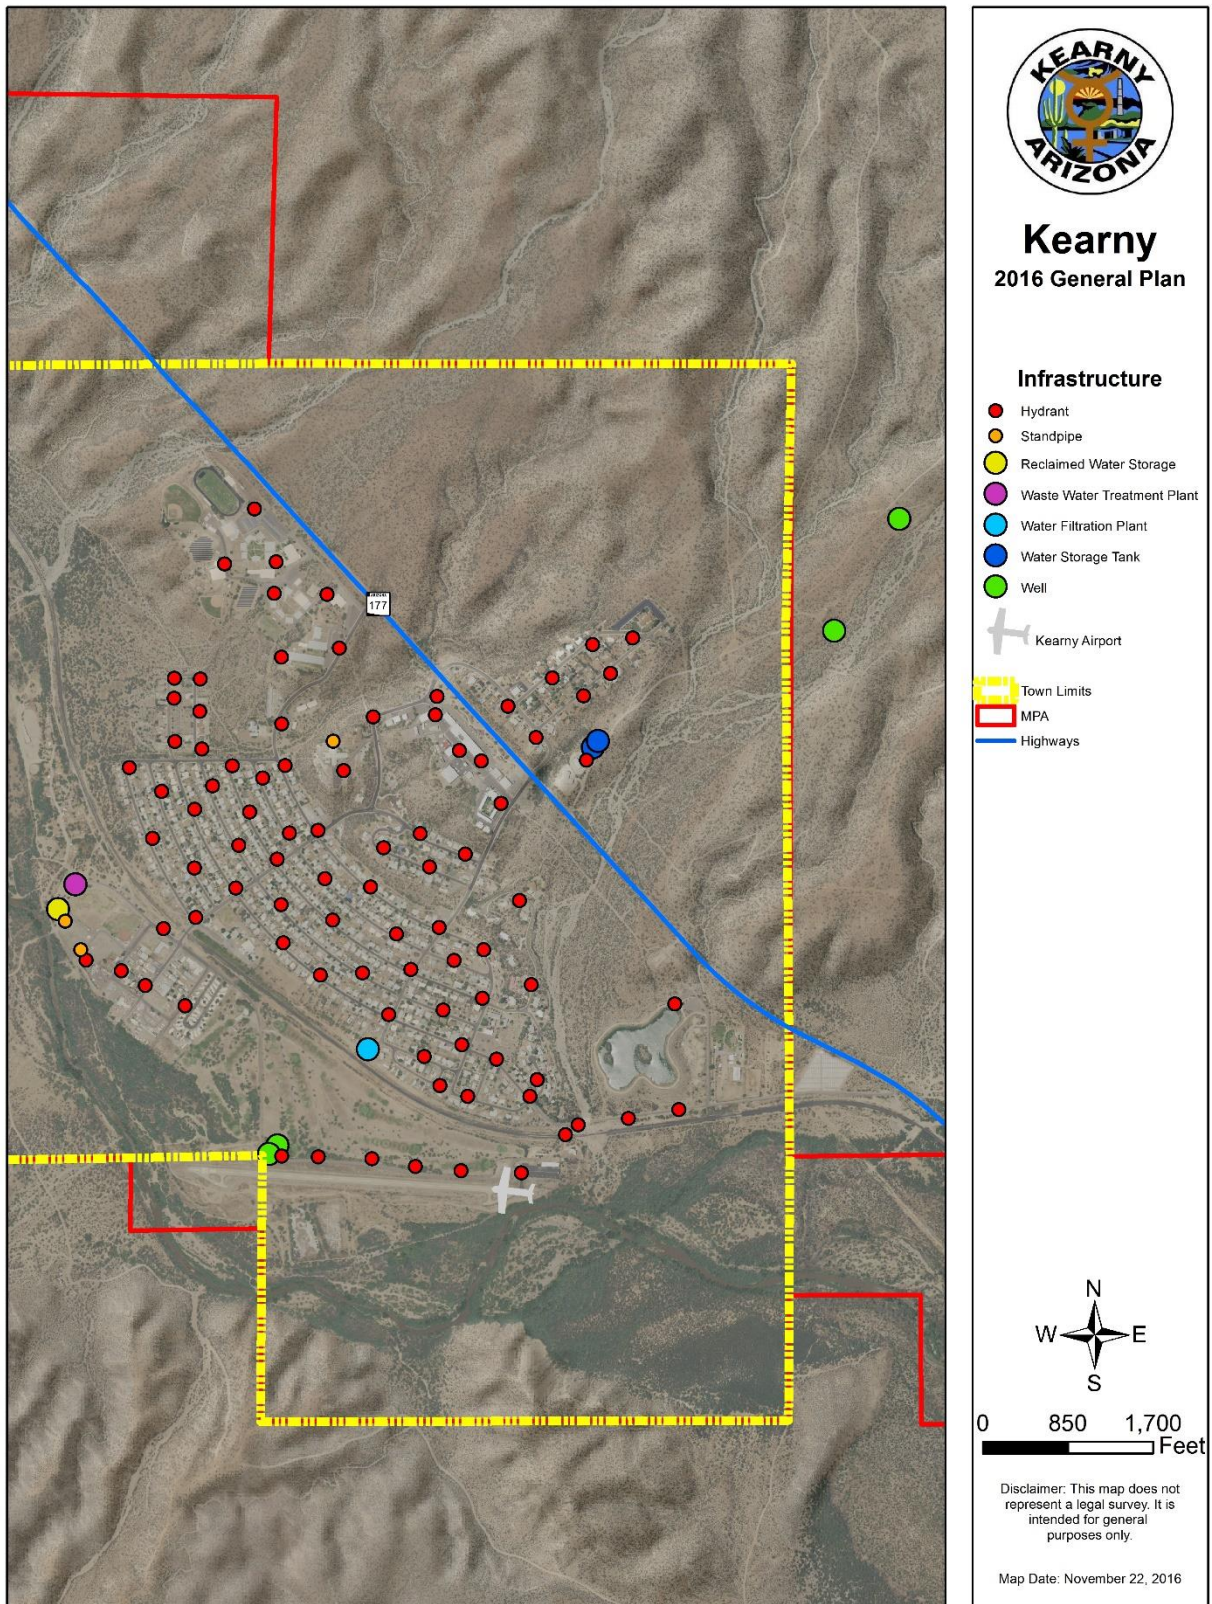 KEARNY
ARIZONA
Kearny
2016 General Plan
Infrastructure
Hydrant
Standpipe
Reclaimed Water Storage
Waste Water Treatment Plant
Water Filtration Plant
Water Storage Tank
Well
Kearny Airport
Town Limits
MPA
Highways
177
N
W E
S
0 850 1,700
Feet
Disclaimer: This map does not
represent a legal survey. It is
intended for general
purposes only.
Map Date: November 22, 2016